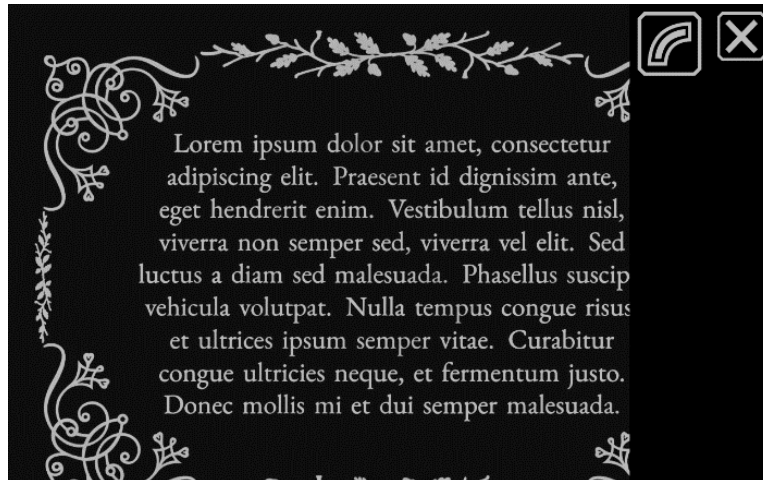 Lorem ipsum dolor sit amet, consectetur
adipiscing elit. Praesent id dignissim ante,
eget hendrerit enim. Vestibulum tellus nisl,
viverra non semper sed, viverra vel elit. Sed
luctus a diam sed malesuada. Phasellus suscip
vehicula volutpat. Nulla tempus congue risus
et ultrices ipsum semper vitae. Curabitur
congue ultricies neque, et fermentum justo.
Donec mollis mi et dui semper malesuada.